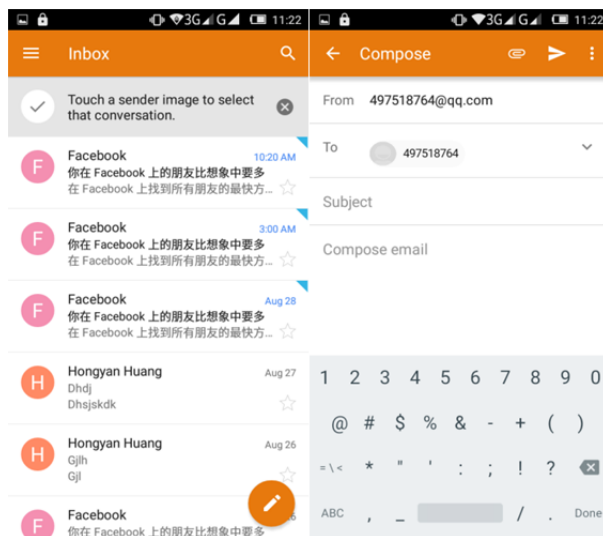 3G G 11:22
Inbox
Touch a sender image to select
that conversation.
F
Facebook
10:20 AM
你在 Facebook 上的朋友比想象中要多
在 Facebook 上找到所有朋友的最快方...
F
Facebook
3:00 AM
你在 Facebook 上的朋友比想象中要多
在 Facebook 上找到所有朋友的最快方...
F
Facebook
Aug 28
你在 Facebook 上的朋友比想象中要多
在 Facebook 上找到所有朋友的最快方...
H
Hongyan Huang
Aug 27
Dhdj
Dhsjskdk
H
Hongyan Huang
Aug 26
Gjlh
Gjl
F
Facebook
6
你在 Facebook 上的朋友比想象中要多
3G G 11:22
Compose
From 497518764@qq.com
To 497518764
Subject
Compose email
1 2 3 4 5 6 7 8 9 0
@ # $ % & - + ( )
= \ < * " ' : ; ! ?
ABC , _ / . Done